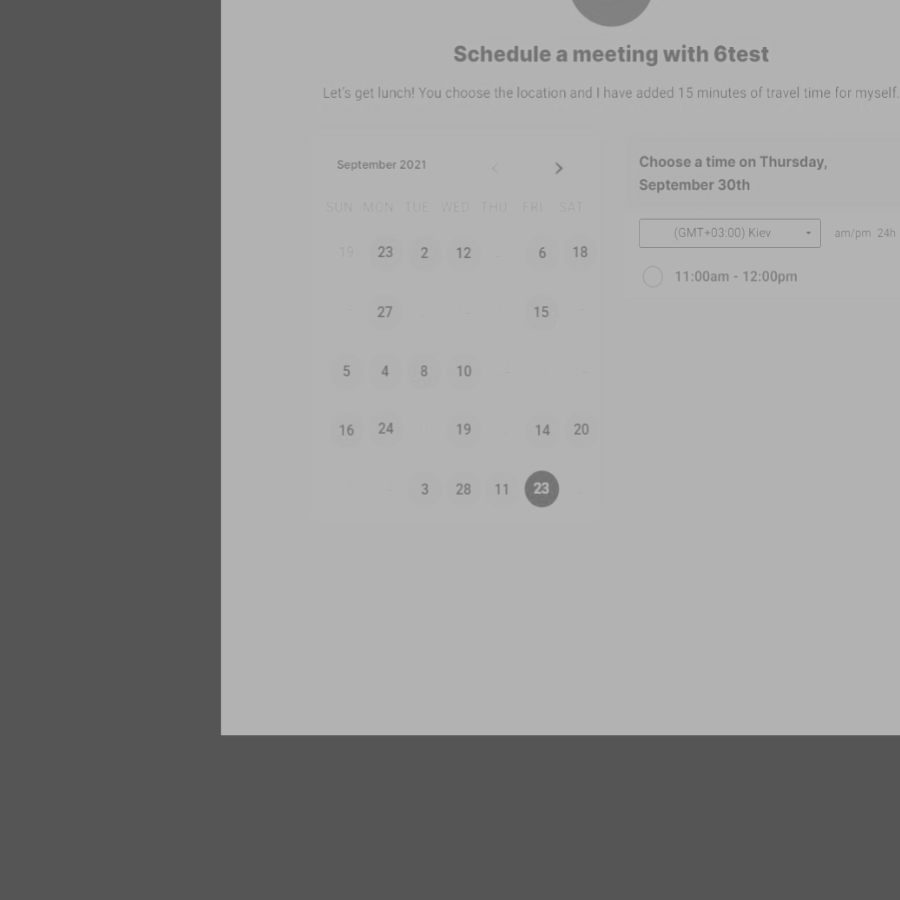 Schedule a meeting with 6test
Let's get lunch! You choose the location and I have added 15 minutes of travel time for myself.
September 2021
SUN MON TUE WED THU FRI SAT
19 23 2 12 6 18
27 15
5 4 8 10
16 24 19 14 20
3 28 11 23
Choose a time on Thursday,
September 30th
(GMT+03:00) Kiev
am/pm 24h
11:00am - 12:00pm